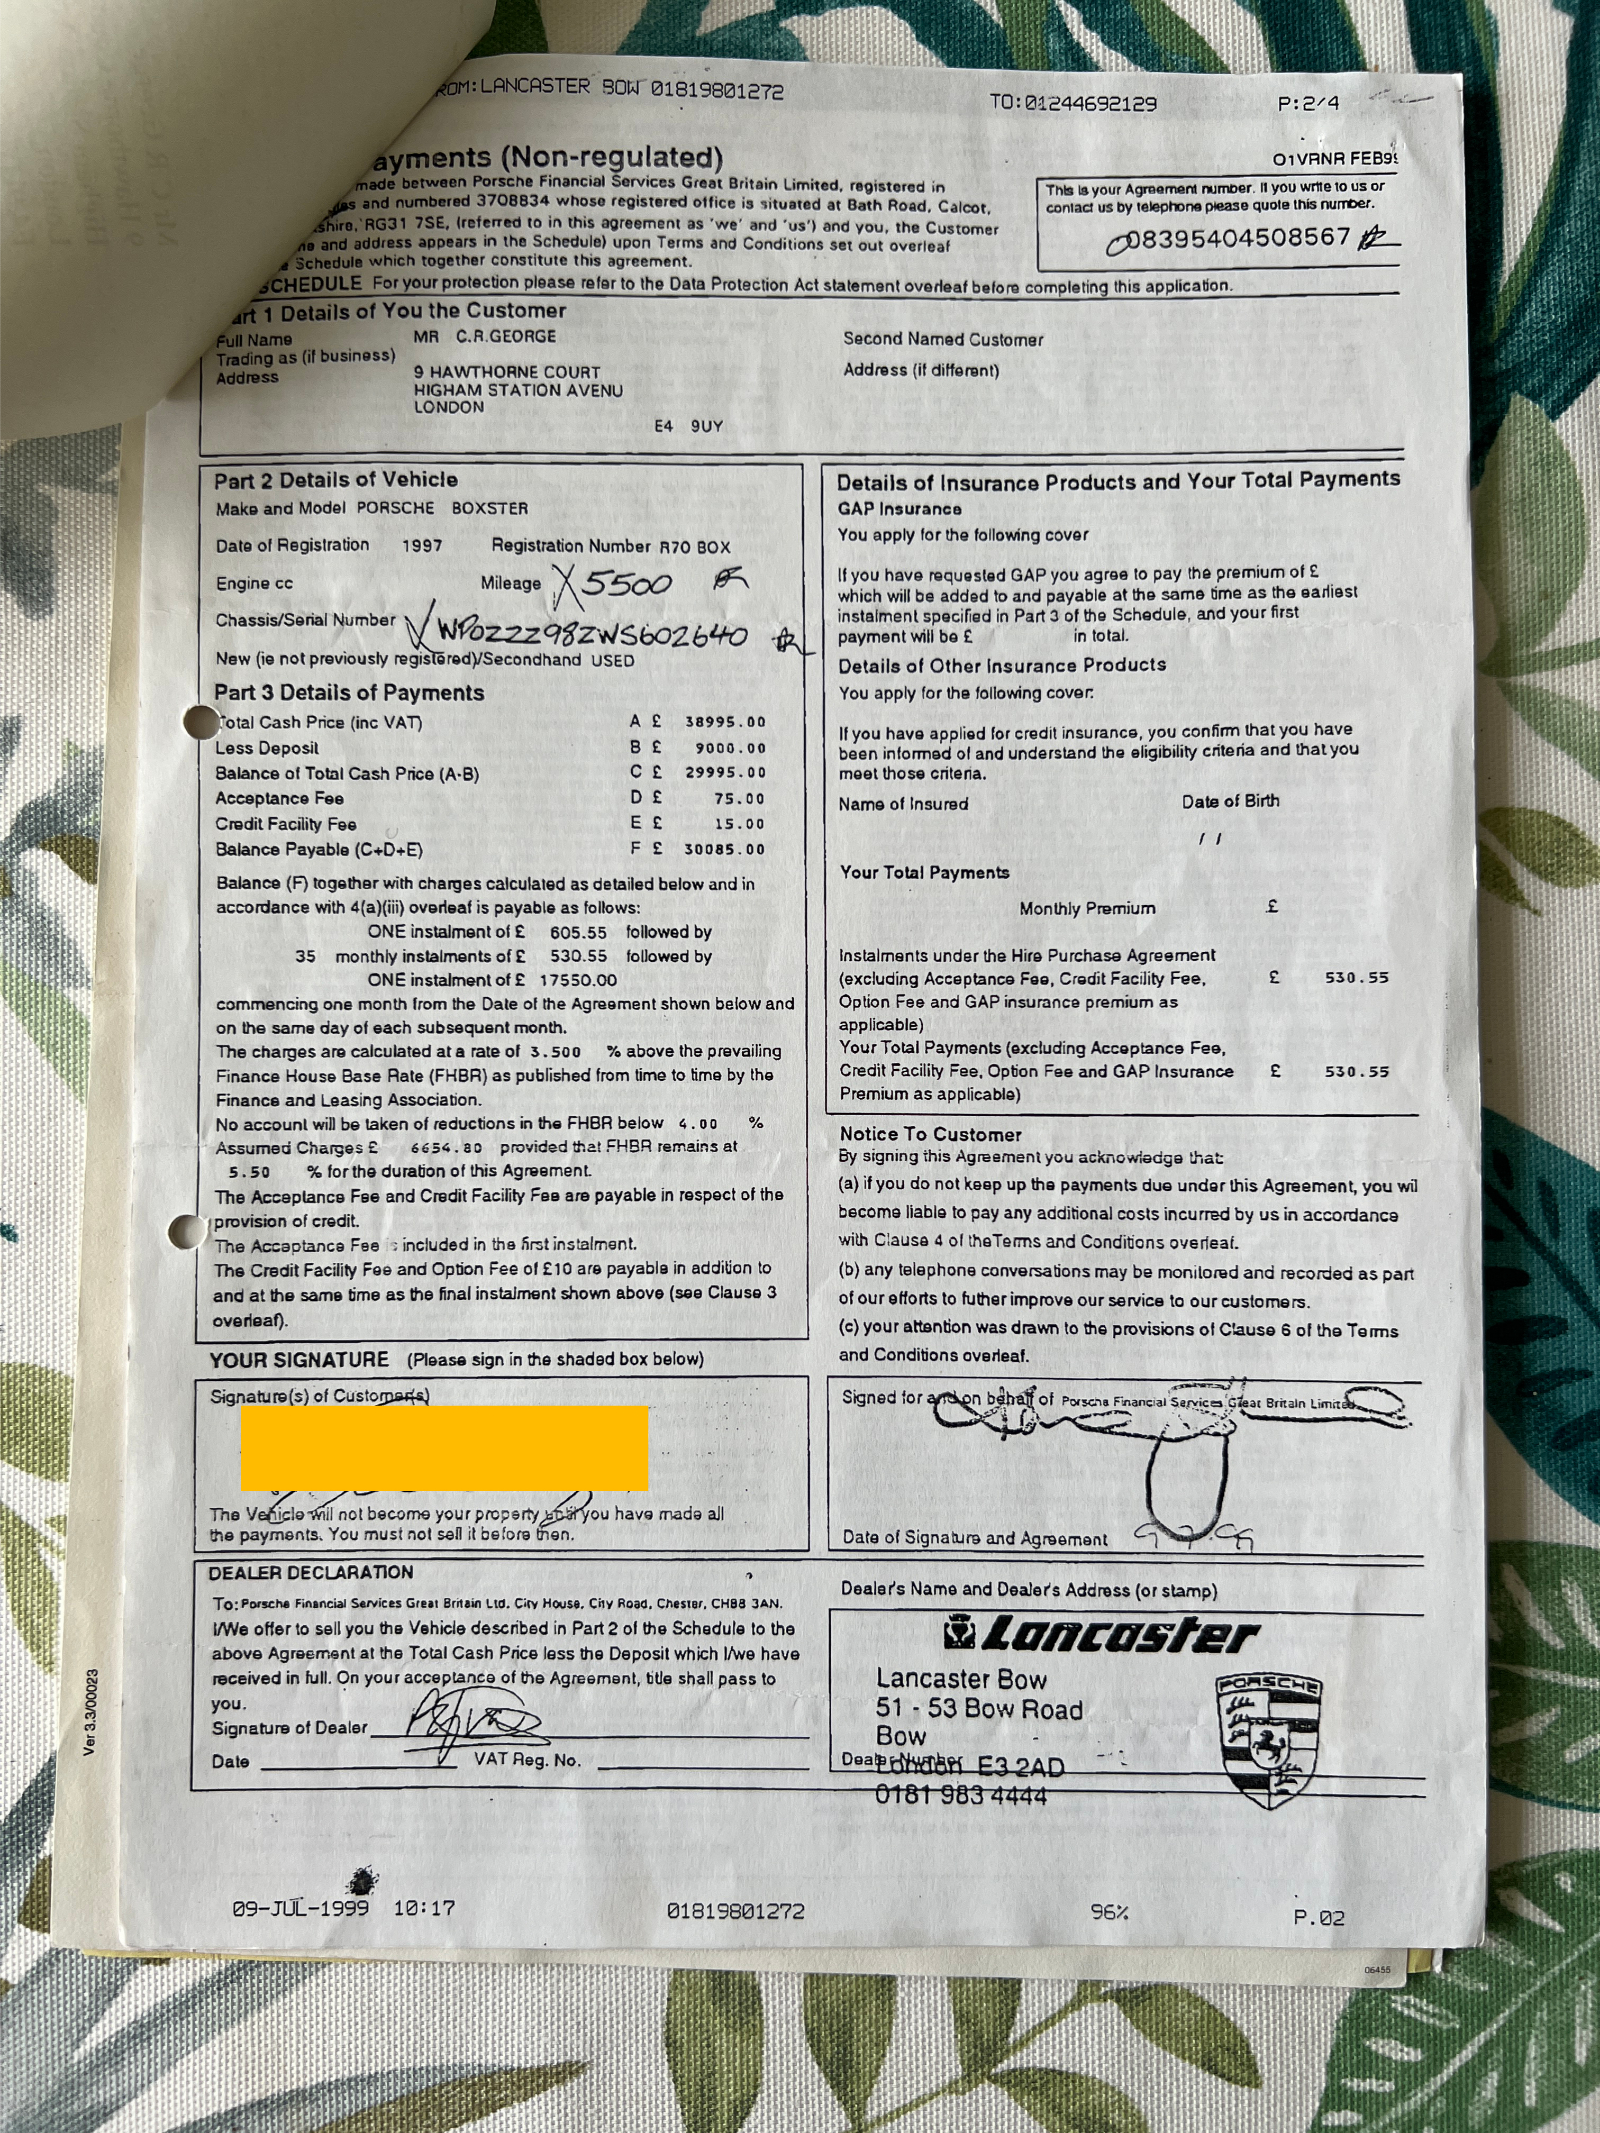 ROM: LANCASTER BOW 01819801272 TO:01244692129 P:2/4
ayments (Non-regulated)
O1VRNR FEB9
made between Porsche Financial Services Great Britain Limited, registered in
and numbered 3708834 whose registered office is situated at Bath Road, Calcot,
shire, RG31 7SE, (referred to in this agreement as 'we' and 'us') and you, the Customer
and address appears in the Schedule) upon Terms and Conditions set out overleaf
Schedule which together constitute this agreement.
This is your Agreement number. If you write to us or
contact us by telephone please quote this number.
08395404508567
SCHEDULE For your protection please refer to the Data Protection Act statement overleaf before completing this application.
art 1 Details of You the Customer
Full Name MR C.R.GEORGE
Trading as (if business)
Address 9 HAWTHORNE COURT
HIGHAM STATION AVENU
LONDON
E4 9UY
Second Named Customer
Address (if different)
Part 2 Details of Vehicle
Make and Model PORSCHE BOXSTER
Date of Registration 1997 Registration Number R70 BOX
Engine cc Mileage X 5500
Chassis/Serial Number WPOZZZ98ZWS602640
New (ie not previously registered)/Secondhand USED
Part 3 Details of Payments
Total Cash Price (inc VAT) A £ 38995.00
Less Deposit B £ 9000.00
Balance of Total Cash Price (A-B) C £ 29995.00
Acceptance Fee D £ 75.00
Credit Facility Fee E £ 15.00
Balance Payable (C+D+E) F £ 30085.00
Balance (F) together with charges calculated as detailed below and in
accordance with 4(a)(iii) overleaf is payable as follows:
ONE instalment of £ 605.55 followed by
35 monthly instalments of £ 530.55 followed by
ONE instalment of £ 17550.00
commencing one month from the Date of the Agreement shown below and
on the same day of each subsequent month.
The charges are calculated at a rate of 3.500 % above the prevailing
Finance House Base Rate (FHBR) as published from time to time by the
Finance and Leasing Association.
No account will be taken of reductions in the FHBR below 4.00 %
Assumed Charges £ 6654.80 provided that FHBR remains at
5.50 % for the duration of this Agreement.
The Acceptance Fee and Credit Facility Fee are payable in respect of the
provision of credit.
The Acceptance Fee is included in the first instalment.
The Credit Facility Fee and Option Fee of £10 are payable in addition to
and at the same time as the final instalment shown above (see Clause 3
overleaf).
Details of Insurance Products and Your Total Payments
GAP Insurance
You apply for the following cover
If you have requested GAP you agree to pay the premium of £
which will be added to and payable at the same time as the earliest
instalment specified in Part 3 of the Schedule, and your first
payment will be £ in total.
Details of Other Insurance Products
You apply for the following cover:
If you have applied for credit insurance, you confirm that you have
been informed of and understand the eligibility criteria and that you
meet those criteria.
Name of Insured Date of Birth
/ /
Your Total Payments
Monthly Premium £
Instalments under the Hire Purchase Agreement
(excluding Acceptance Fee, Credit Facility Fee, £ 530.55
Option Fee and GAP insurance premium as
applicable)
Your Total Payments (excluding Acceptance Fee,
Credit Facility Fee, Option Fee and GAP Insurance £ 530.55
Premium as applicable)
Notice To Customer
By signing this Agreement you acknowledge that:
(a) if you do not keep up the payments due under this Agreement, you wil
become liable to pay any additional costs incurred by us in accordance
with Clause 4 of theTerms and Conditions overleaf.
(b) any telephone conversations may be monitored and recorded as part
of our efforts to futher improve our service to our customers.
(c) your attention was drawn to the provisions of Clause 6 of the Terms
and Conditions overleaf.
YOUR SIGNATURE (Please sign in the shaded box below)
Signature(s) of Customer(s)
The Vehicle will not become your property until you have made all
the payments. You must not sell it before then.
Signed for and on behalf of Porsche Financial Services Great Britain Limited
Date of Signature and Agreement 9.7.99
DEALER DECLARATION
To: Porsche Financial Services Great Britain Ltd. City House, City Road, Chester, CH88 3AN.
I/We offer to sell you the Vehicle described in Part 2 of the Schedule to the
above Agreement at the Total Cash Price less the Deposit which I/we have
received in full. On your acceptance of the Agreement, title shall pass to
you.
Signature of Dealer
Date VAT Reg. No.
Dealer's Name and Dealer's Address (or stamp)
Lancaster
Lancaster Bow
51 - 53 Bow Road
Bow
London E3 2AD
Dealer Number
0181 983 4444
PORSCHE
Ver 3.3/00023
09-JUL-1999 10:17 01819801272 96% P.02
06455